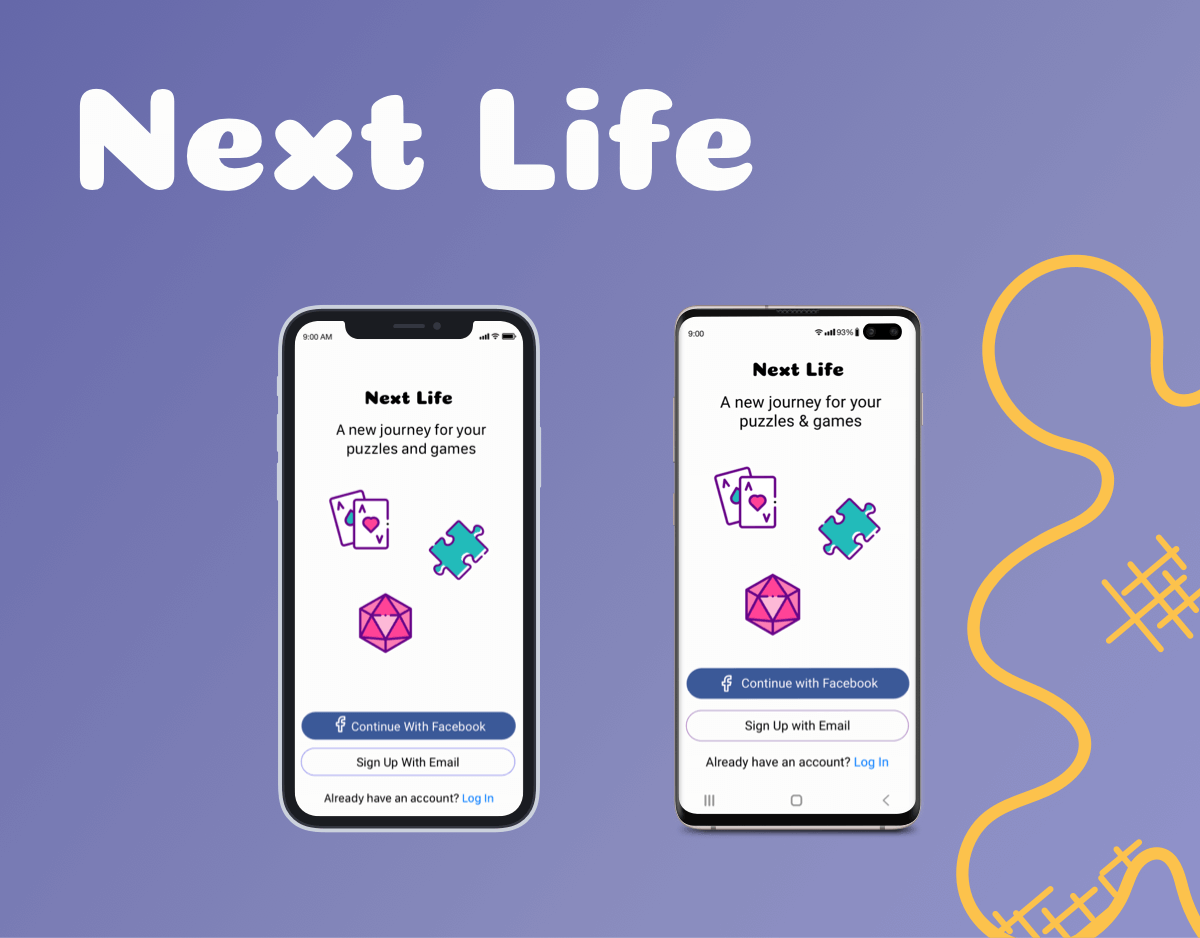 Next Life
9:00 AM
Next Life
A new journey for your
puzzles and games
A
A
A
Continue With Facebook
Sign Up With Email
Already have an account? Log In
9:00
93%
Next Life
A new journey for your
puzzles & games
A
A
A
Continue with Facebook
Sign Up with Email
Already have an account? Log In